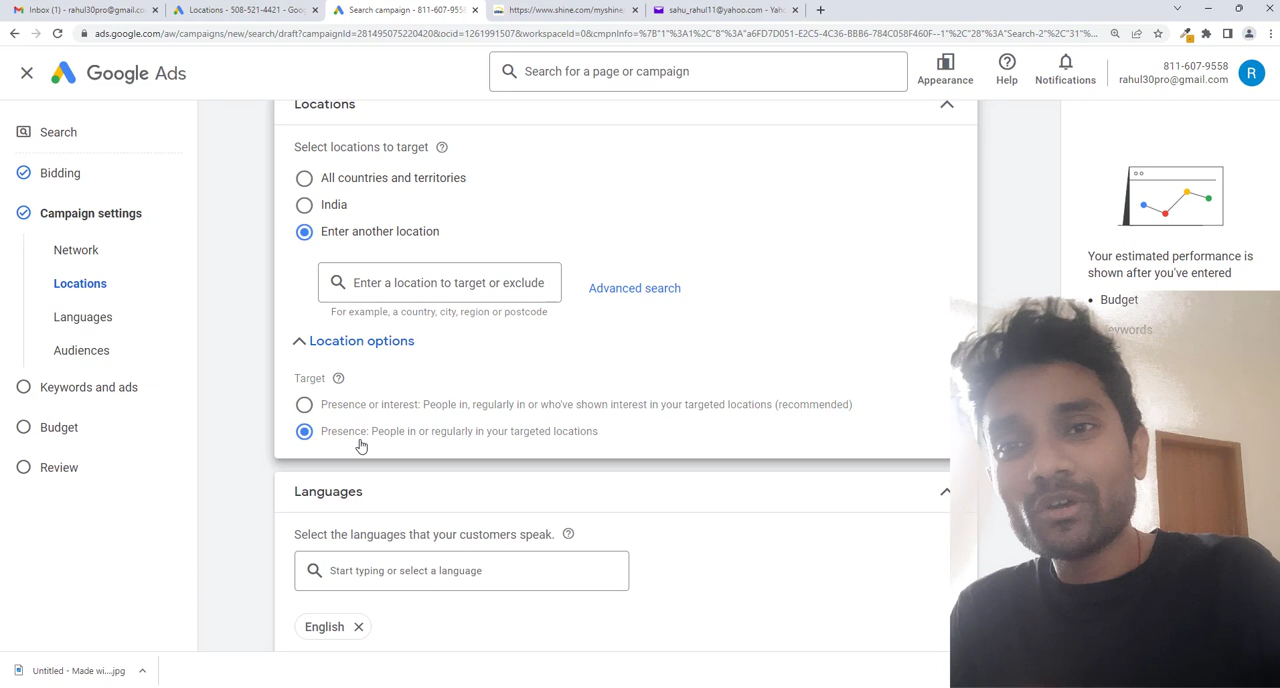 Inbox (1) - rahul30pro@gmail.co
Locations - 508-521-4421 - Goog
Search campaign - 811-607-9558
https://www.shine.com/myshine
sahu_rahul11@yahoo.com - Yah
ads.google.com/aw/campaigns/new/search/draft?campaignId=281495075220420&ocid=1261991507&workspaceId=0&cmpnInfo=%7B"1"%3A1%2C"8"%3A"a6FD7D051-E2C5-4C36-BBB6-784C058F460F--1"%2C"28"%3A"Search-2"%2C"31"%...
Google Ads
Search for a page or campaign
Appearance
Help
Notifications
811-607-9558
rahul30pro@gmail.com
R
Search
Bidding
Campaign settings
Network
Locations
Languages
Audiences
Keywords and ads
Budget
Review
Locations
Select locations to target
All countries and territories
India
Enter another location
Enter a location to target or exclude
Advanced search
For example, a country, city, region or postcode
Location options
Target
Presence or interest: People in, regularly in or who've shown interest in your targeted locations (recommended)
Presence: People in or regularly in your targeted locations
Languages
Select the languages that your customers speak.
Start typing or select a language
English
Your estimated performance is
shown after you've entered
• Budget
Untitled - Made wi....jpg